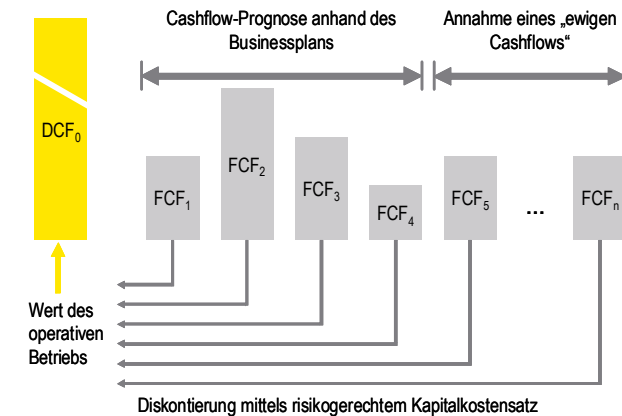 Cashflow-Prognose anhand des
Businessplans
Annahme eines „ewigen
Cashflows“
DCF0
FCF1
FCF2
FCF3
FCF4
FCF5
...
FCFn
Wert des
operativen
Betriebs
Diskontierung mittels risikogerechtem Kapitalkostensatz